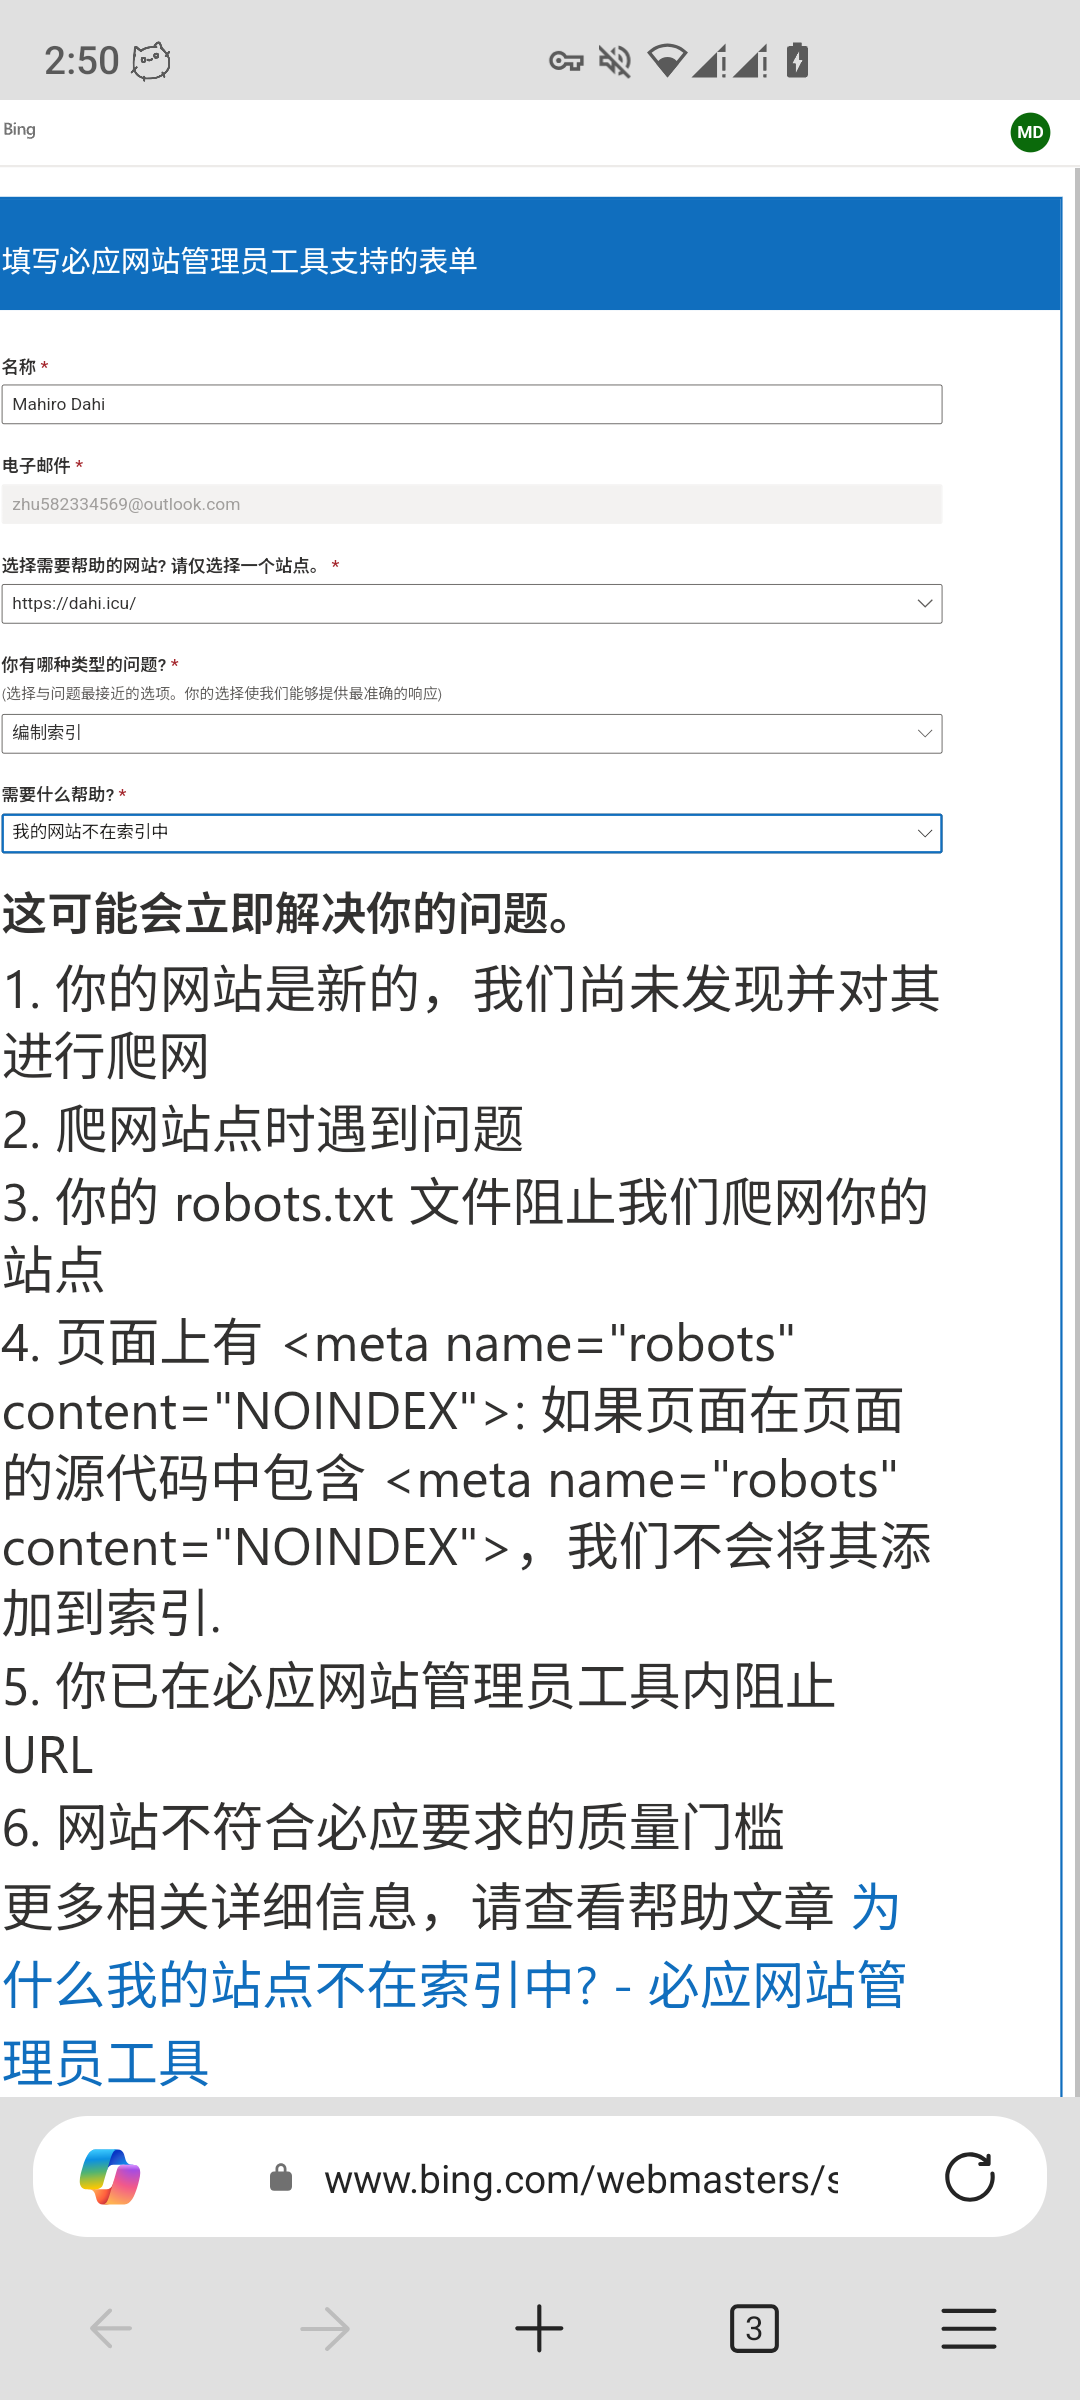 2:50
Bing
MD
填写必应网站管理员工具支持的表单
名称 *
Mahiro Dahi
电子邮件 *
zhu582334569@outlook.com
选择需要帮助的网站? 请仅选择一个站点。 *
https://dahi.icu/
你有哪种类型的问题? *
(选择与问题最接近的选项。你的选择使我们能够提供最准确的响应)
编制索引
需要什么帮助? *
我的网站不在索引中
这可能会立即解决你的问题。
1. 你的网站是新的，我们尚未发现并对其
进行爬网
2. 爬网站点时遇到问题
3. 你的 robots.txt 文件阻止我们爬网你的
站点
4. 页面上有 <meta name="robots"
content="NOINDEX">: 如果页面在页面
的源代码中包含 <meta name="robots"
content="NOINDEX">，我们不会将其添
加到索引.
5. 你已在必应网站管理员工具内阻止
URL
6. 网站不符合必应要求的质量门槛
更多相关详细信息，请查看帮助文章 为
什么我的站点不在索引中? - 必应网站管
理员工具
www.bing.com/webmasters/s
3